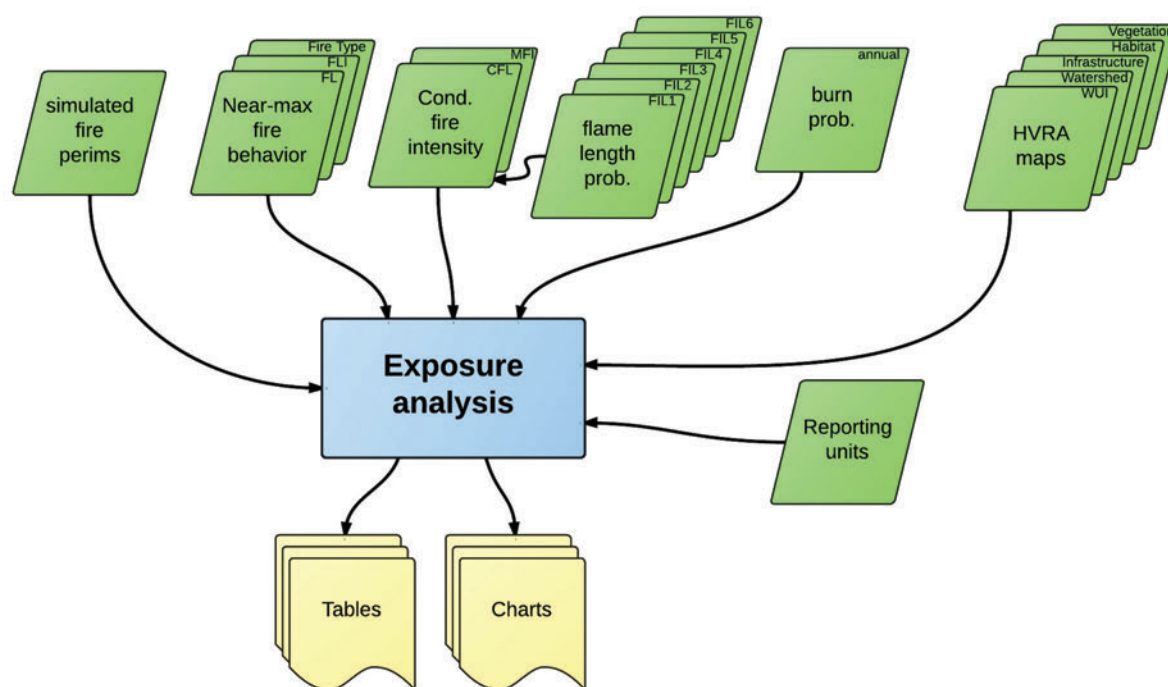 simulated
fire
perims
Fire Type
FLI
FL
Near-max
fire
behavior
MFI
CFL
Cond.
fire
intensity
FIL6
FIL5
FIL4
FIL3
FIL2
FIL1
flame
length
prob.
annual
burn
prob.
Vegetation
Habitat
Infrastructure
Watershed
WUI
HVRA
maps
Exposure
analysis
Reporting
units
Tables
Charts